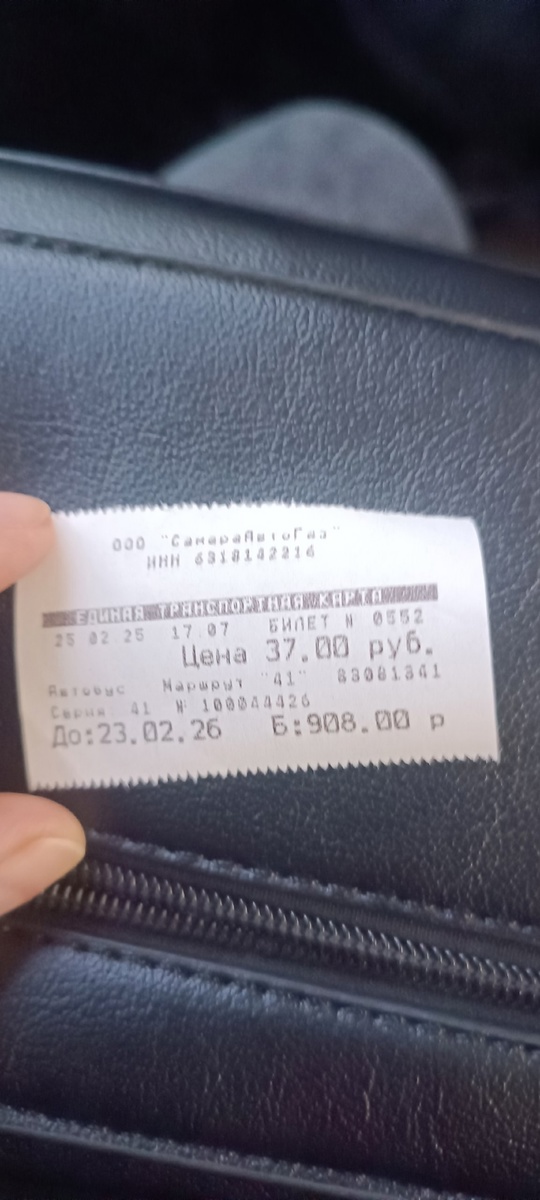 ООО "СамараАвтоГаз"
ИНН 6318142216
ЕДИНАЯ ТРАНСПОРТНАЯ КАРТА
25 02 25 17 07 БИЛЕТ N 0552
Цена 37.00 руб.
Автобус Маршрут "41" 83081341
Серия 41 № 100044426
До:23.02.26 Б:908.00 р